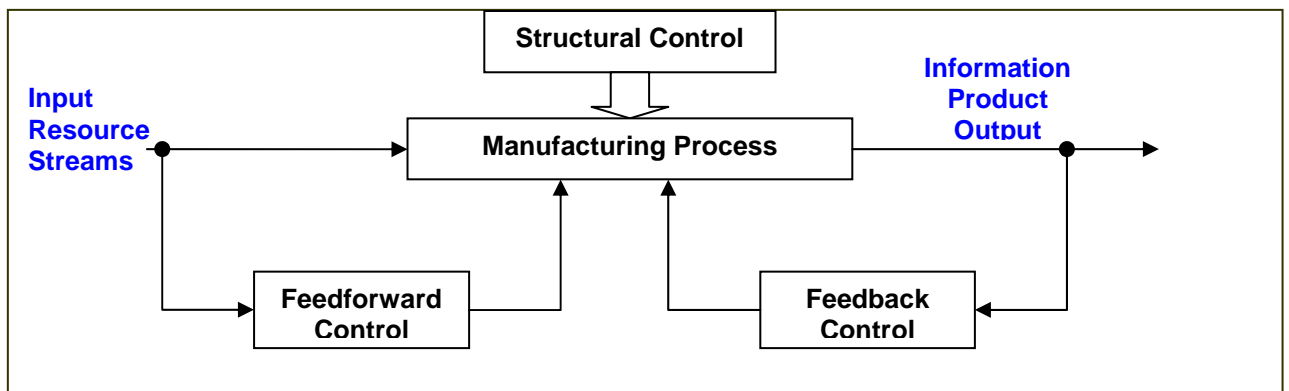 Structural Control
Input
Resource
Streams
Information
Product
Output
Manufacturing Process
Feedforward
Control
Feedback
Control